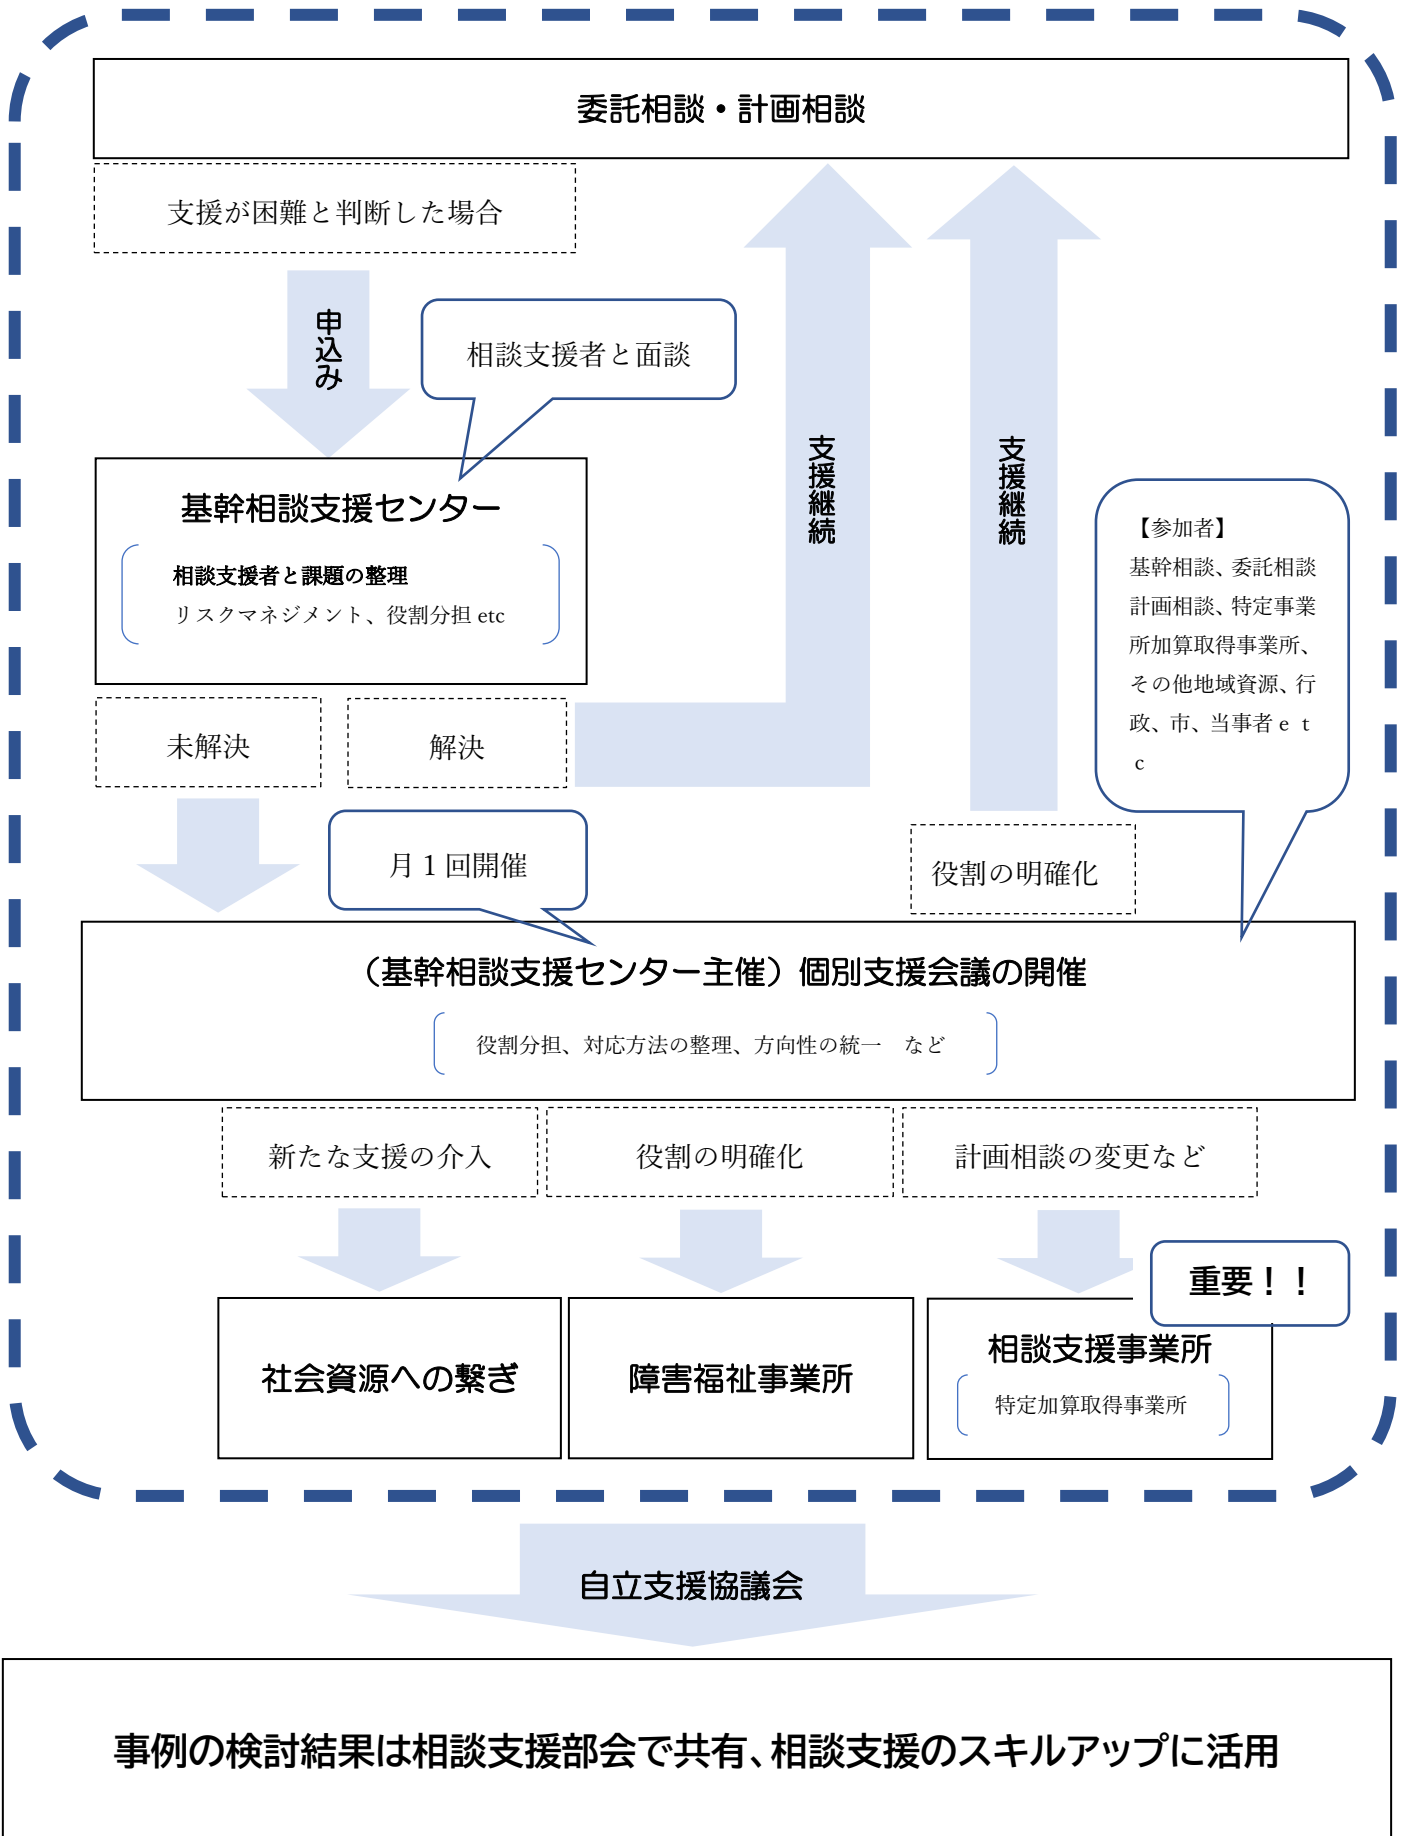 委託相談・計画相談
支援が困難と判断した場合
申込み
相談支援者と面談
基幹相談支援センター
相談支援者と課題の整理
リスクマネジメント、役割分担 etc
支援継続
支援継続
【参加者】
基幹相談、委託相談
計画相談、特定事業
所加算取得事業所、
その他地域資源、行
政、市、当事者ｅｔ
ｃ
未解決
解決
月１回開催
役割の明確化
（基幹相談支援センター主催）個別支援会議の開催
役割分担、対応方法の整理、方向性の統一　など
新たな支援の介入
役割の明確化
計画相談の変更など
重要！！
社会資源への繋ぎ
障害福祉事業所
相談支援事業所
特定加算取得事業所
自立支援協議会
事例の検討結果は相談支援部会で共有、相談支援のスキルアップに活用